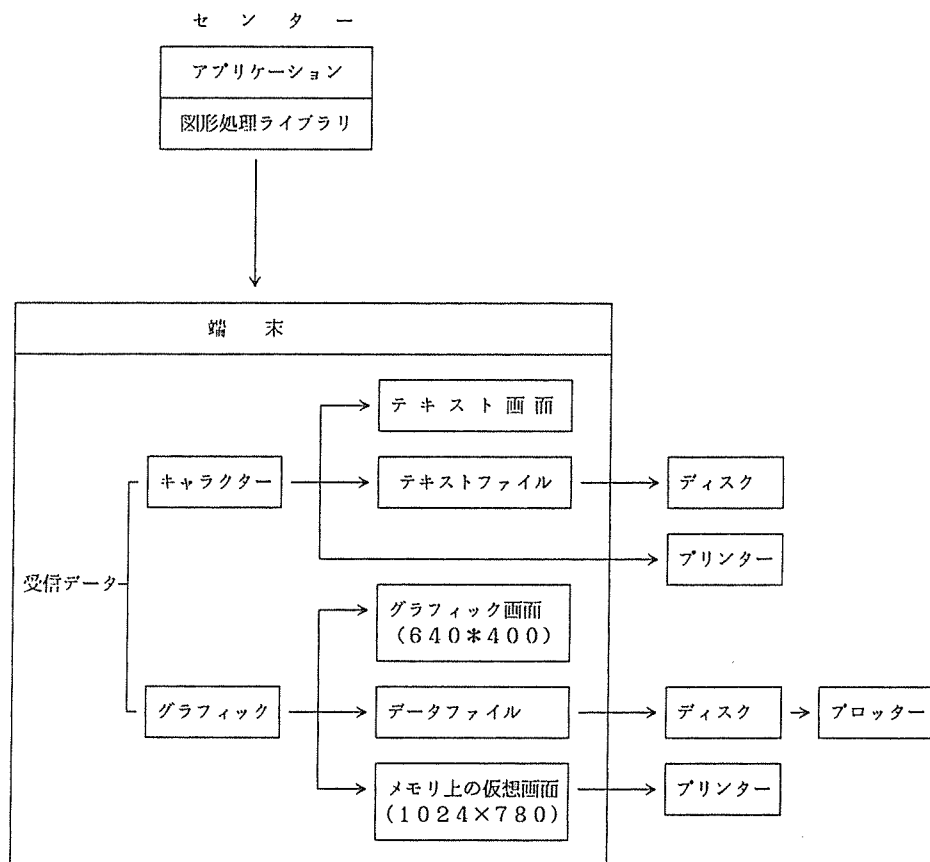 センター
アプリケーション
図形処理ライブラリ
端末
テキスト画面
キャラクター
テキストファイル
ディスク
プリンター
受信データ
グラフィック画面
(640*400)
グラフィック
データファイル
ディスク
プロッター
メモリ上の仮想画面
(1024×780)
プリンター